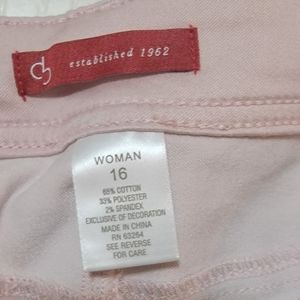 established 1962
WOMAN
16
65% COTTON
33% POLYESTER
2% SPANDEX
EXCLUSIVE OF DECORATION
MADE IN CHINA
RN 63264
SEE REVERSE
FOR CARE